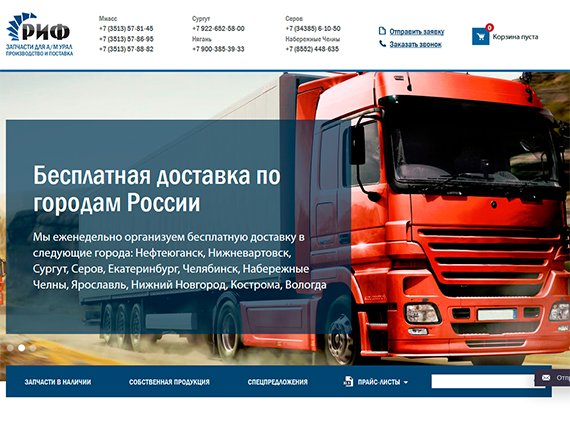 РИФ
ЗАПЧАСТИ ДЛЯ А/М УРАЛ
ПРОИЗВОДСТВО И ПОСТАВКА
Миасс
+7 (3513) 57-81-45
+7 (3513) 57-86-95
+7 (3513) 57-88-82
Сургут
+7 922-652-58-00
Нягань
+7 900-385-39-33
Серов
+7 (34385) 6-10-50
Набережные Челны
+7 (8552) 448-635
Отправить заявку
Заказать звонок
0
Корзина пуста
Бесплатная доставка по
городам России
Мы еженедельно организуем бесплатную доставку в
следующие города: Нефтеюганск, Нижневартовск,
Сургут, Серов, Екатеринбург, Челябинск, Набережные
Челны, Ярославль, Нижний Новгород, Кострома, Вологда
ЗАПЧАСТИ В НАЛИЧИИ
СОБСТВЕННАЯ ПРОДУКЦИЯ
СПЕЦПРЕДЛОЖЕНИЯ
ПРАЙС-ЛИСТЫ